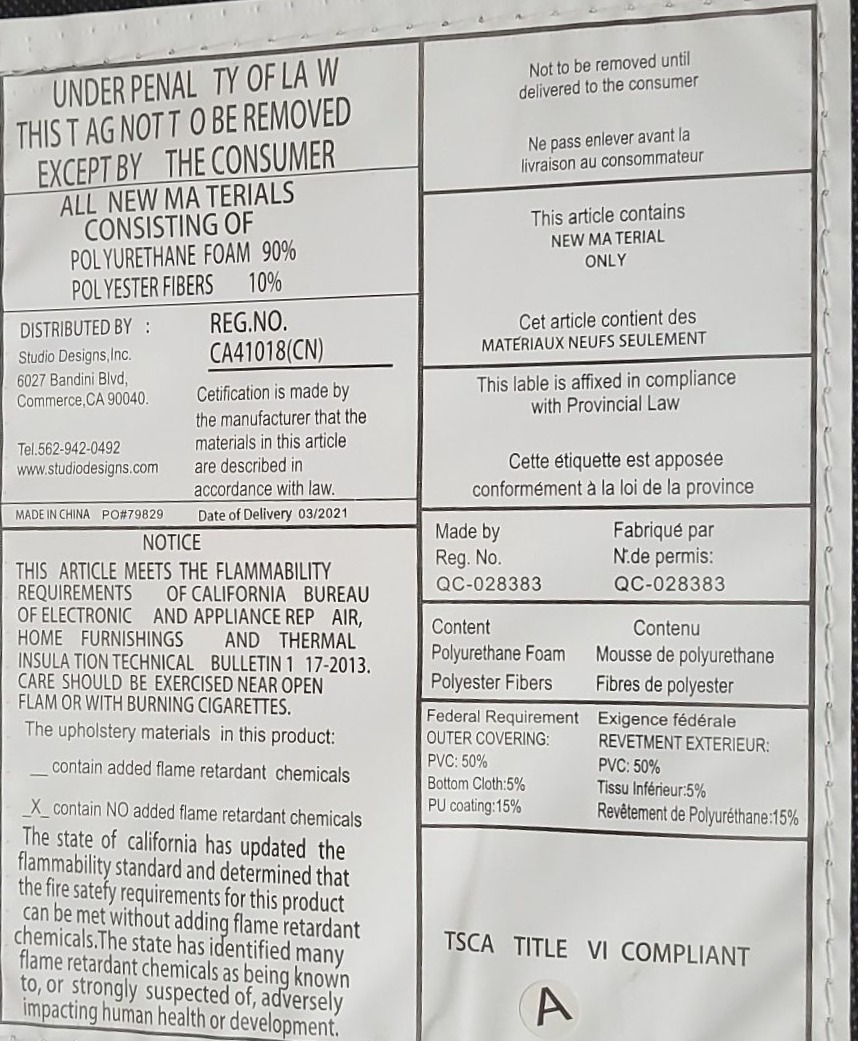 UNDER PENAL TY OF LA W
THIS T AG NOT T O BE REMOVED
EXCEPT BY THE CONSUMER
ALL NEW MA TERIALS
CONSISTING OF
POL YURETHANE FOAM 90%
POL YESTER FIBERS 10%
DISTRIBUTED BY :
Studio Designs,Inc.
6027 Bandini Blvd,
Commerce,CA 90040.
Tel.562-942-0492
www.studiodesigns.com
REG.NO.
CA41018(CN)
Cetification is made by
the manufacturer that the
materials in this article
are described in
accordance with law.
MADE IN CHINA PO#79829 Date of Delivery 03/2021
NOTICE
THIS ARTICLE MEETS THE FLAMMABILITY
REQUIREMENTS OF CALIFORNIA BUREAU
OF ELECTRONIC AND APPLIANCE REP AIR,
HOME FURNISHINGS AND THERMAL
INSULA TION TECHNICAL BULLETIN 1 17-2013.
CARE SHOULD BE EXERCISED NEAR OPEN
FLAM OR WITH BURNING CIGARETTES.
The upholstery materials in this product:
__ contain added flame retardant chemicals
_X_ contain NO added flame retardant chemicals
The state of california has updated the
flammability standard and determined that
the fire satefy requirements for this product
can be met without adding flame retardant
chemicals.The state has identified many
flame retardant chemicals as being known
to, or strongly suspected of, adversely
impacting human health or development.
Not to be removed until
delivered to the consumer
Ne pass enlever avant la
livraison au consommateur
This article contains
NEW MA TERIAL
ONLY
Cet article contient des
MATERIAUX NEUFS SEULEMENT
This lable is affixed in compliance
with Provincial Law
Cette étiquette est apposée
conformément à la loi de la province
Made by Fabriqué par
Reg. No. N:de permis:
QC-028383 QC-028383
Content Contenu
Polyurethane Foam Mousse de polyurethane
Polyester Fibers Fibres de polyester
Federal Requirement Exigence fédérale
OUTER COVERING: REVETMENT EXTERIEUR:
PVC: 50% PVC: 50%
Bottom Cloth:5% Tissu Inférieur:5%
PU coating:15% Revêtement de Polyuréthane:15%
TSCA TITLE VI COMPLIANT
A